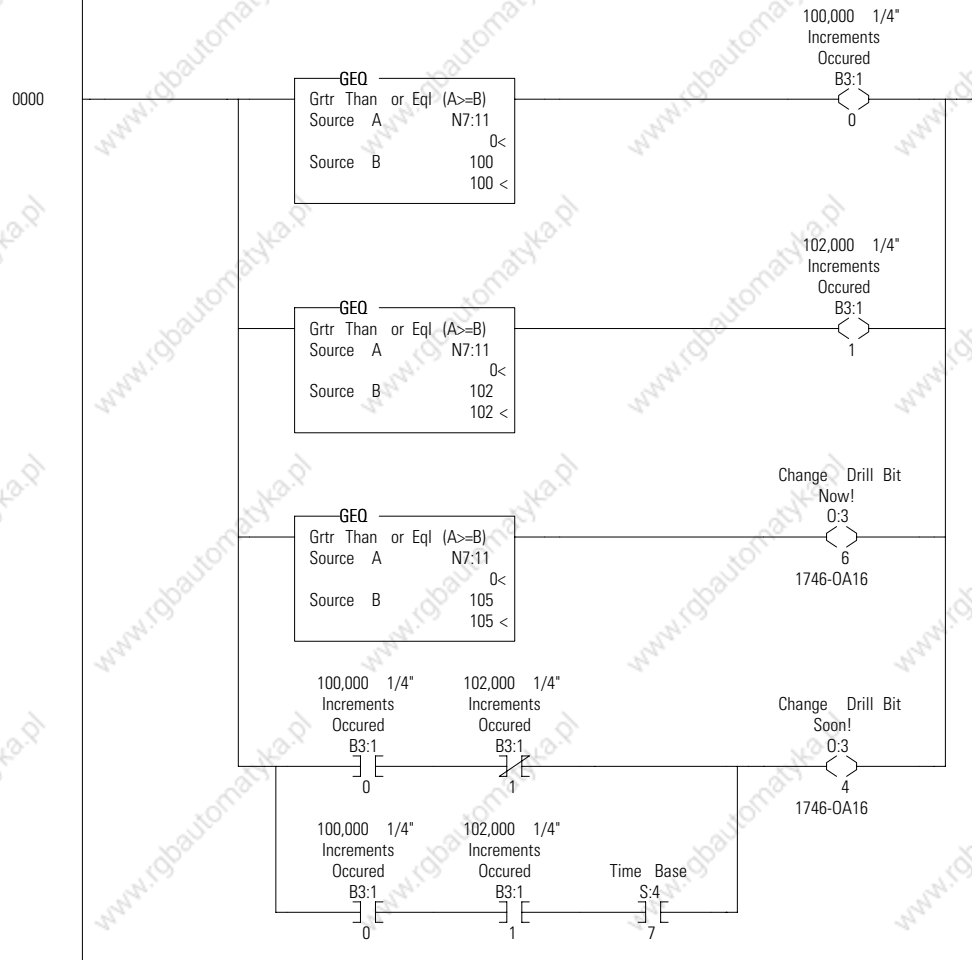 100,000 1/4"
Increments
Occured
B3:1
0
0000
GEQ
Grtr Than or Eql (A>=B)
Source A N7:11
0<
Source B 100
100 <
102,000 1/4"
Increments
Occured
B3:1
1
GEQ
Grtr Than or Eql (A>=B)
Source A N7:11
0<
Source B 102
102 <
Change Drill Bit
Now!
O:3
6
1746-OA16
GEQ
Grtr Than or Eql (A>=B)
Source A N7:11
0<
Source B 105
105 <
100,000 1/4"
Increments
Occured
B3:1
0
102,000 1/4"
Increments
Occured
B3:1
1
Change Drill Bit
Soon!
O:3
4
1746-OA16
100,000 1/4"
Increments
Occured
B3:1
0
102,000 1/4"
Increments
Occured
B3:1
1
Time Base
S:4
7
www.rgbautomatyka.pl